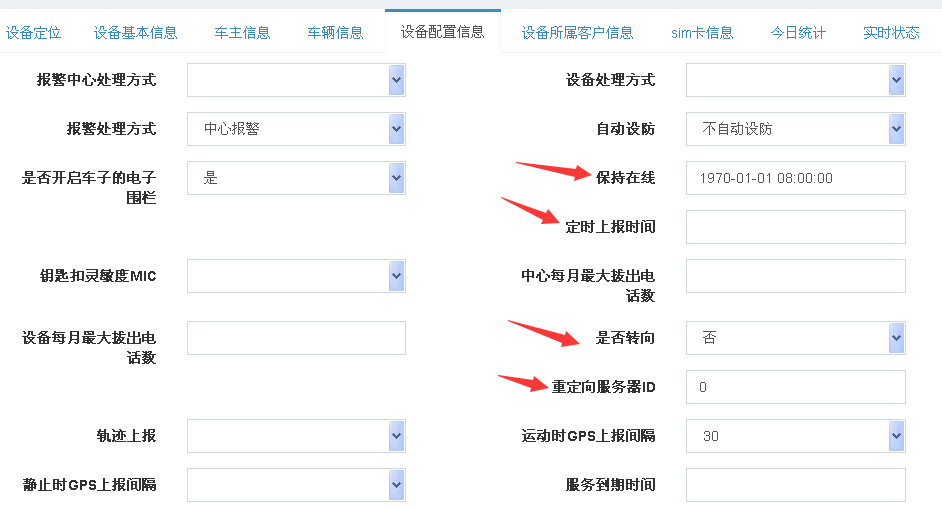 设备定位 设备基本信息 车主信息 车辆信息 设备配置信息 设备所属客户信息 sim卡信息 今日统计 实时状态
报警中心处理方式 设备处理方式
报警处理方式 中心报警 自动设防 不自动设防
是否开启车子的电子 是 保持在线 1970-01-01 08:00:00
围栏
定时上报时间
钥匙扣灵敏度MIC 中心每月最大拨出电
话数
设备每月最大拨出电 是否转向 否
话数
重定向服务器ID 0
轨迹上报 运动时GPS上报间隔 30
静止时GPS上报间隔 服务到期时间